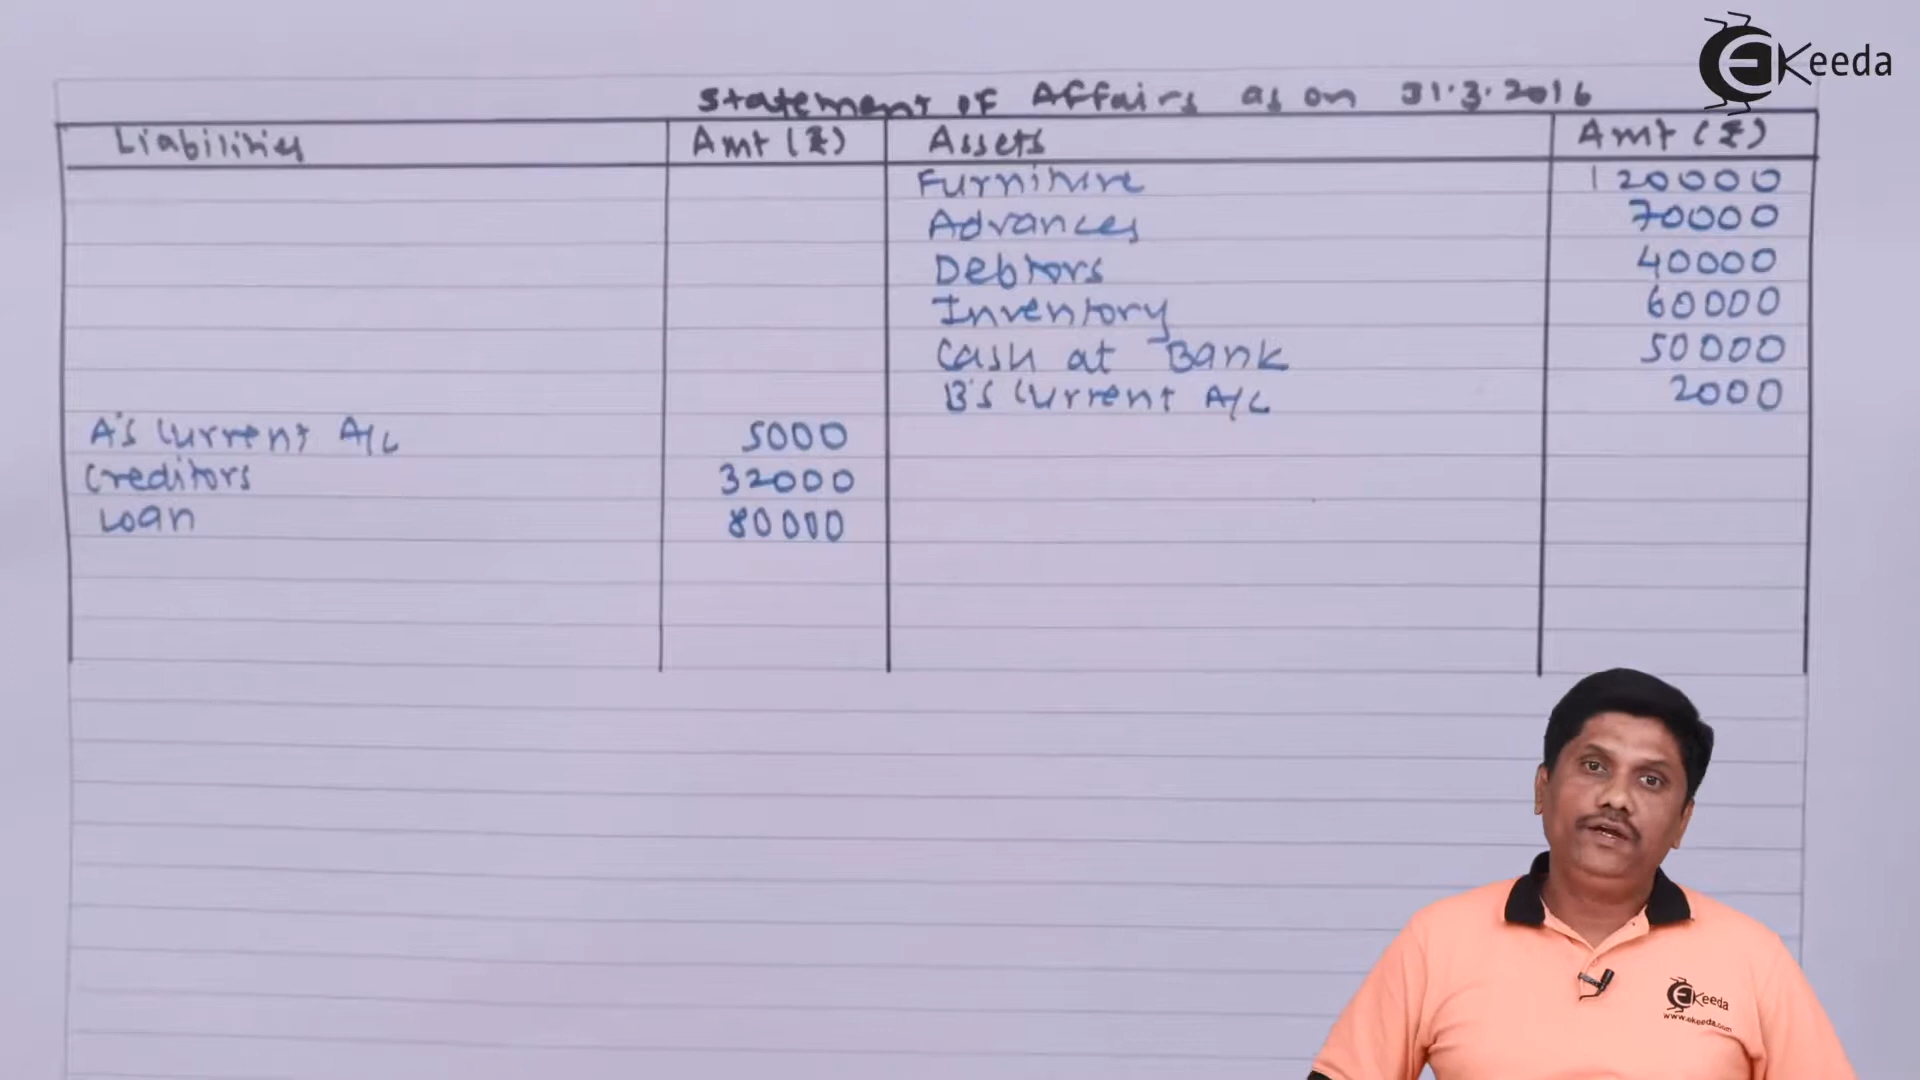 EKeeda
Statement of Affairs as on 31.3.2016
Liabilities Amt (₹) Assets Amt (₹)
Furniture 120000
Advances 70000
Debtors 40000
Inventory 60000
Cash at Bank 50000
B's Current A/C 2000
A's Current A/C 5000
Creditors 32000
Loan 80000
EKeeda
www.ekeeda.com